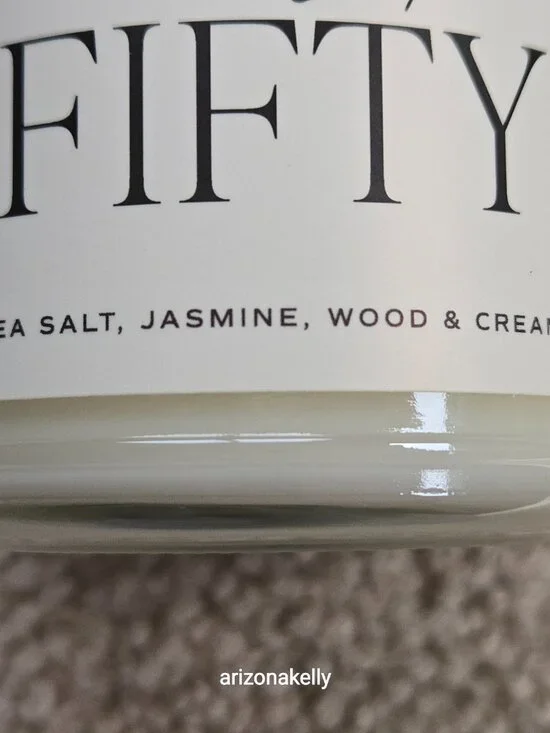 FIFTY
EA SALT, JASMINE, WOOD & CREA
arizonakelly